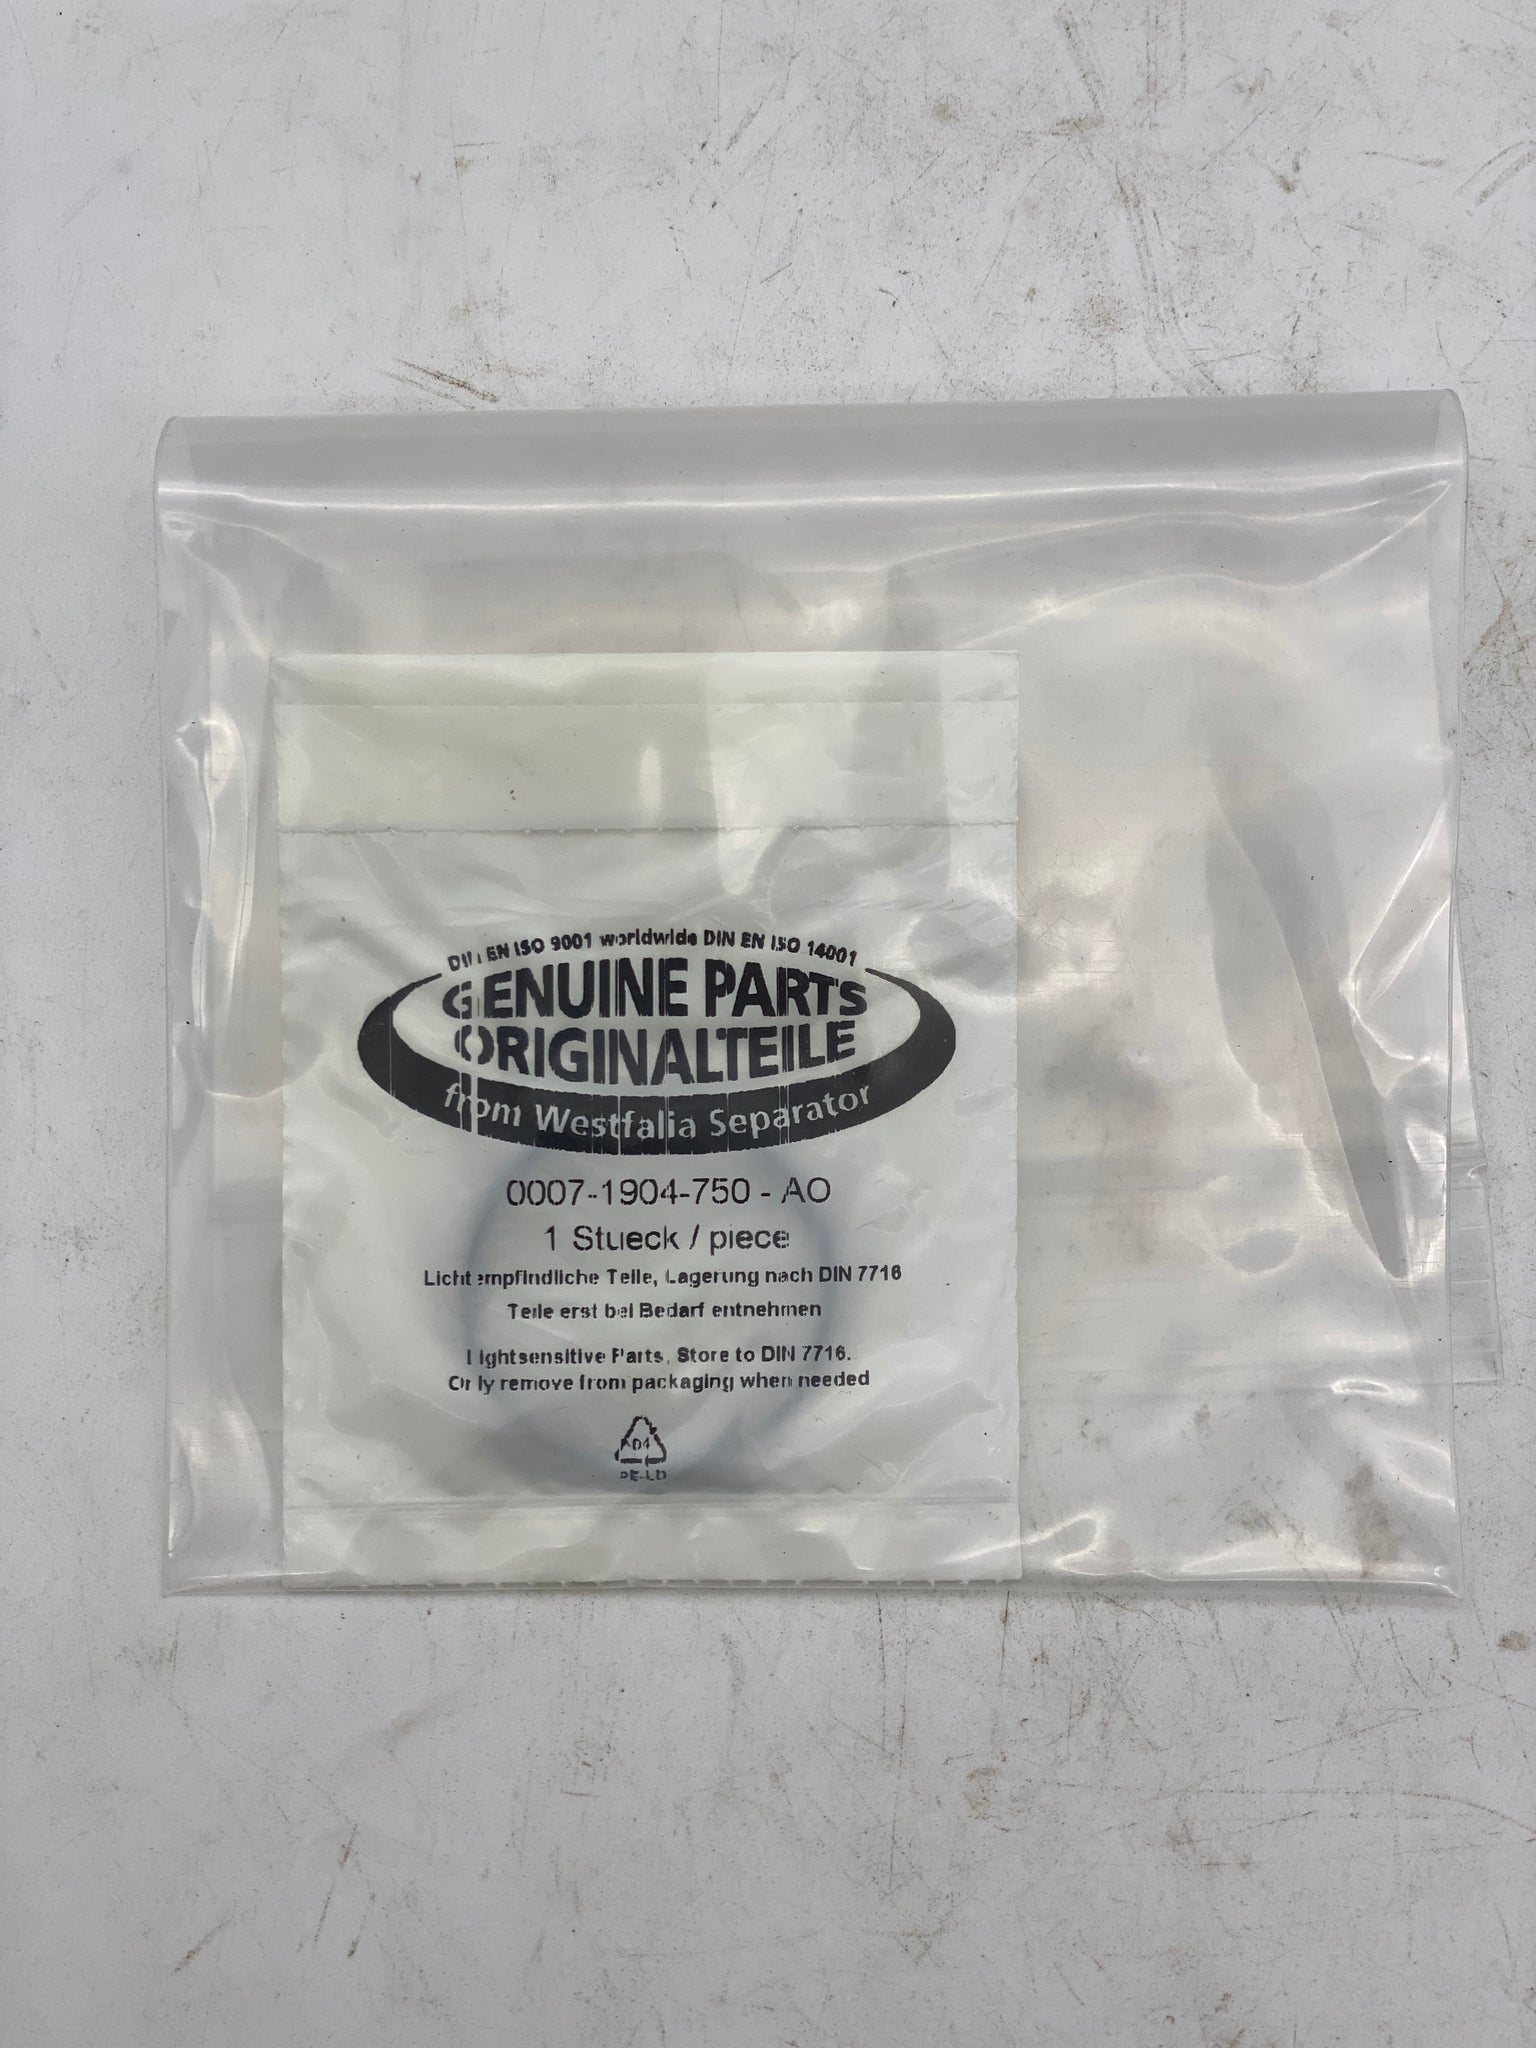 DIN EN ISO 9001 worldwide DIN EN ISO 14001
GENUINE PARTS
ORIGINALTEILE
from Westfalia Separator
0007-1904-750 - AO
1 Stueck / piece
Lichtempfindliche Teile, Lagerung nach DIN 7716
Teile erst bei Bedarf entnehmen
Lightsensitive Parts, Store to DIN 7716.
Only remove from packaging when needed
04
PE-LD